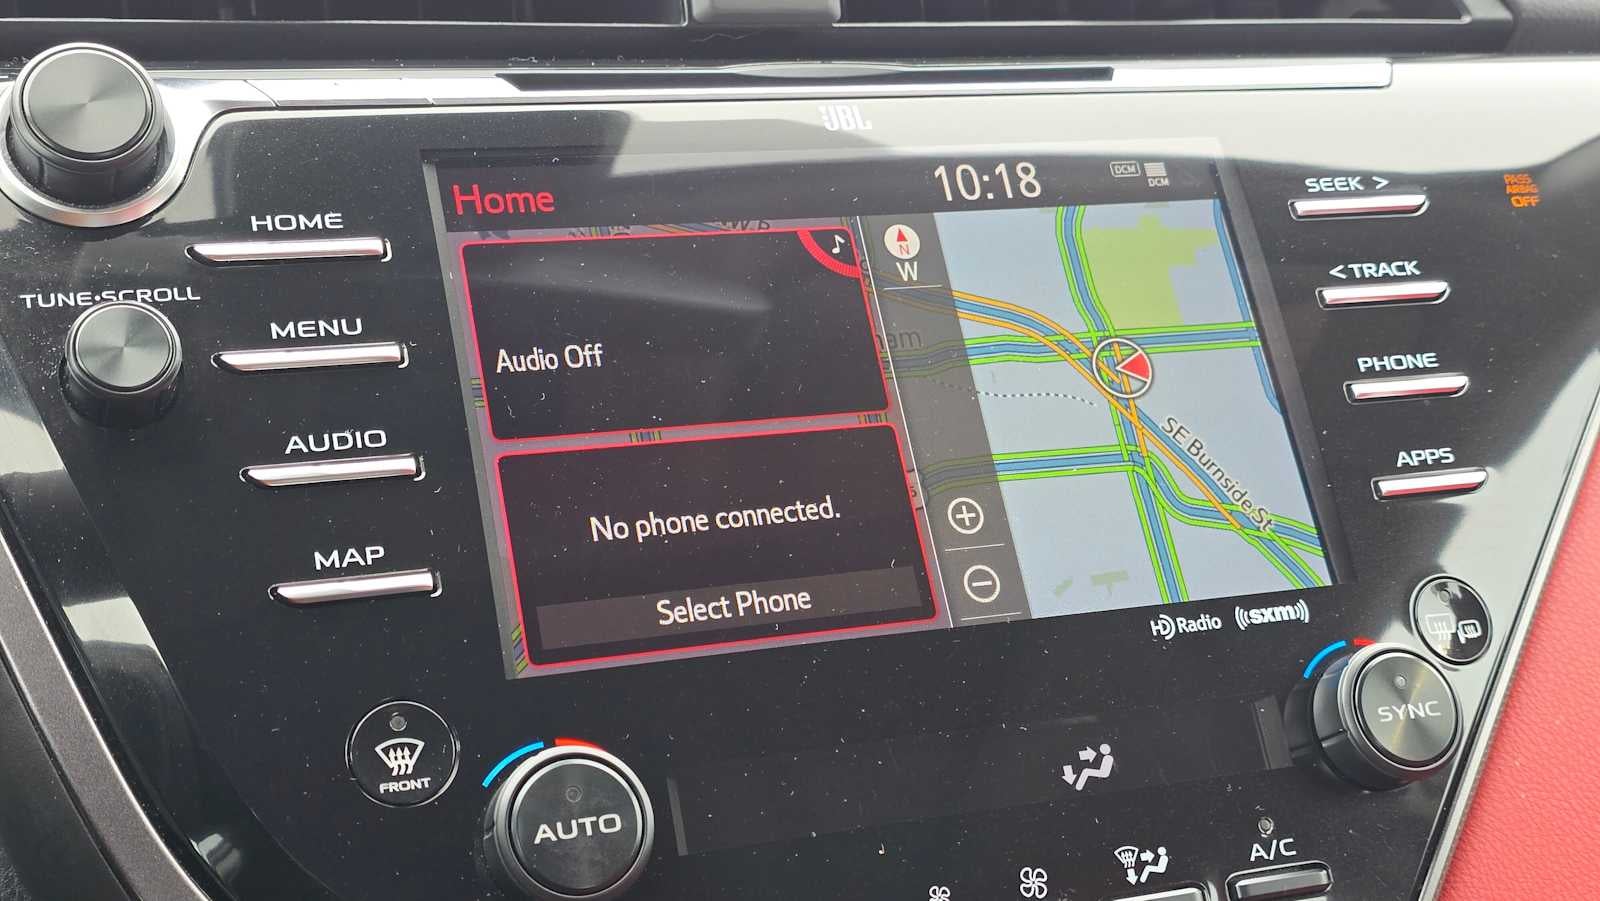 JBL
Home
10:18
DCM
DCM
HOME
TUNE•SCROLL
MENU
AUDIO
MAP
Audio Off
No phone connected.
Select Phone
N
W
SE Burnside St
SEEK >
< TRACK
PHONE
APPS
PASS
AIRBAG
OFF
HD Radio
((sxm))
FRONT
AUTO
SYNC
A/C